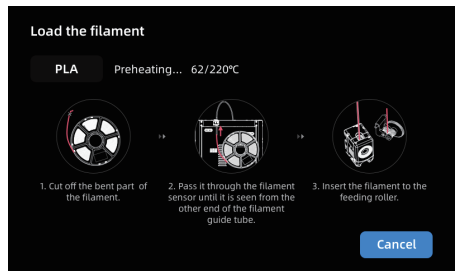 Load the filament
PLA
Preheating... 62/220℃
1. Cut off the bent part of
the filament.
2. Pass it through the filament
sensor until it is seen from the
other end of the filament
guide tube.
3. Insert the filament to the
feeding roller.
Cancel